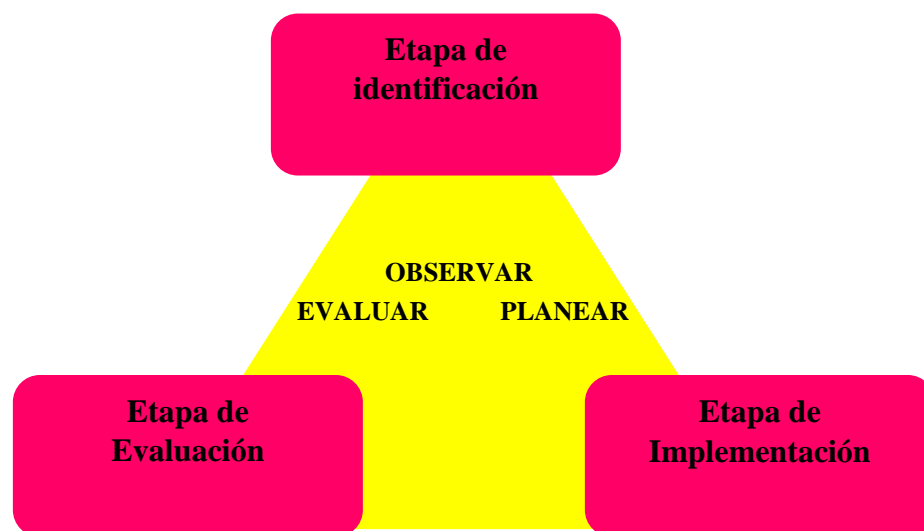 Etapa de
identificación
OBSERVAR
EVALUAR PLANEAR
Etapa de
Evaluación
Etapa de
Implementación